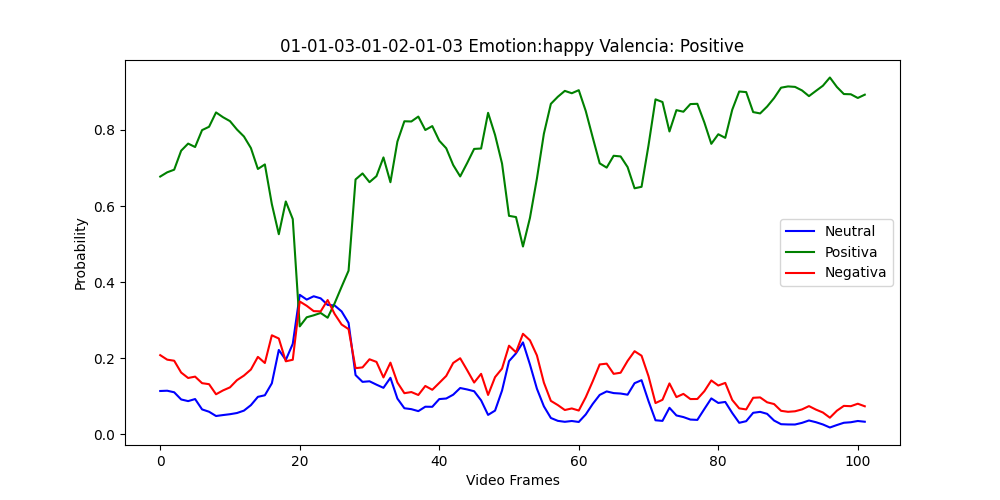 01-01-03-01-02-01-03 Emotion:happy Valencia: Positive
Probability
0.8
0.6
0.4
0.2
0.0
Neutral
Positiva
Negativa
0 20 40 60 80 100
Video Frames